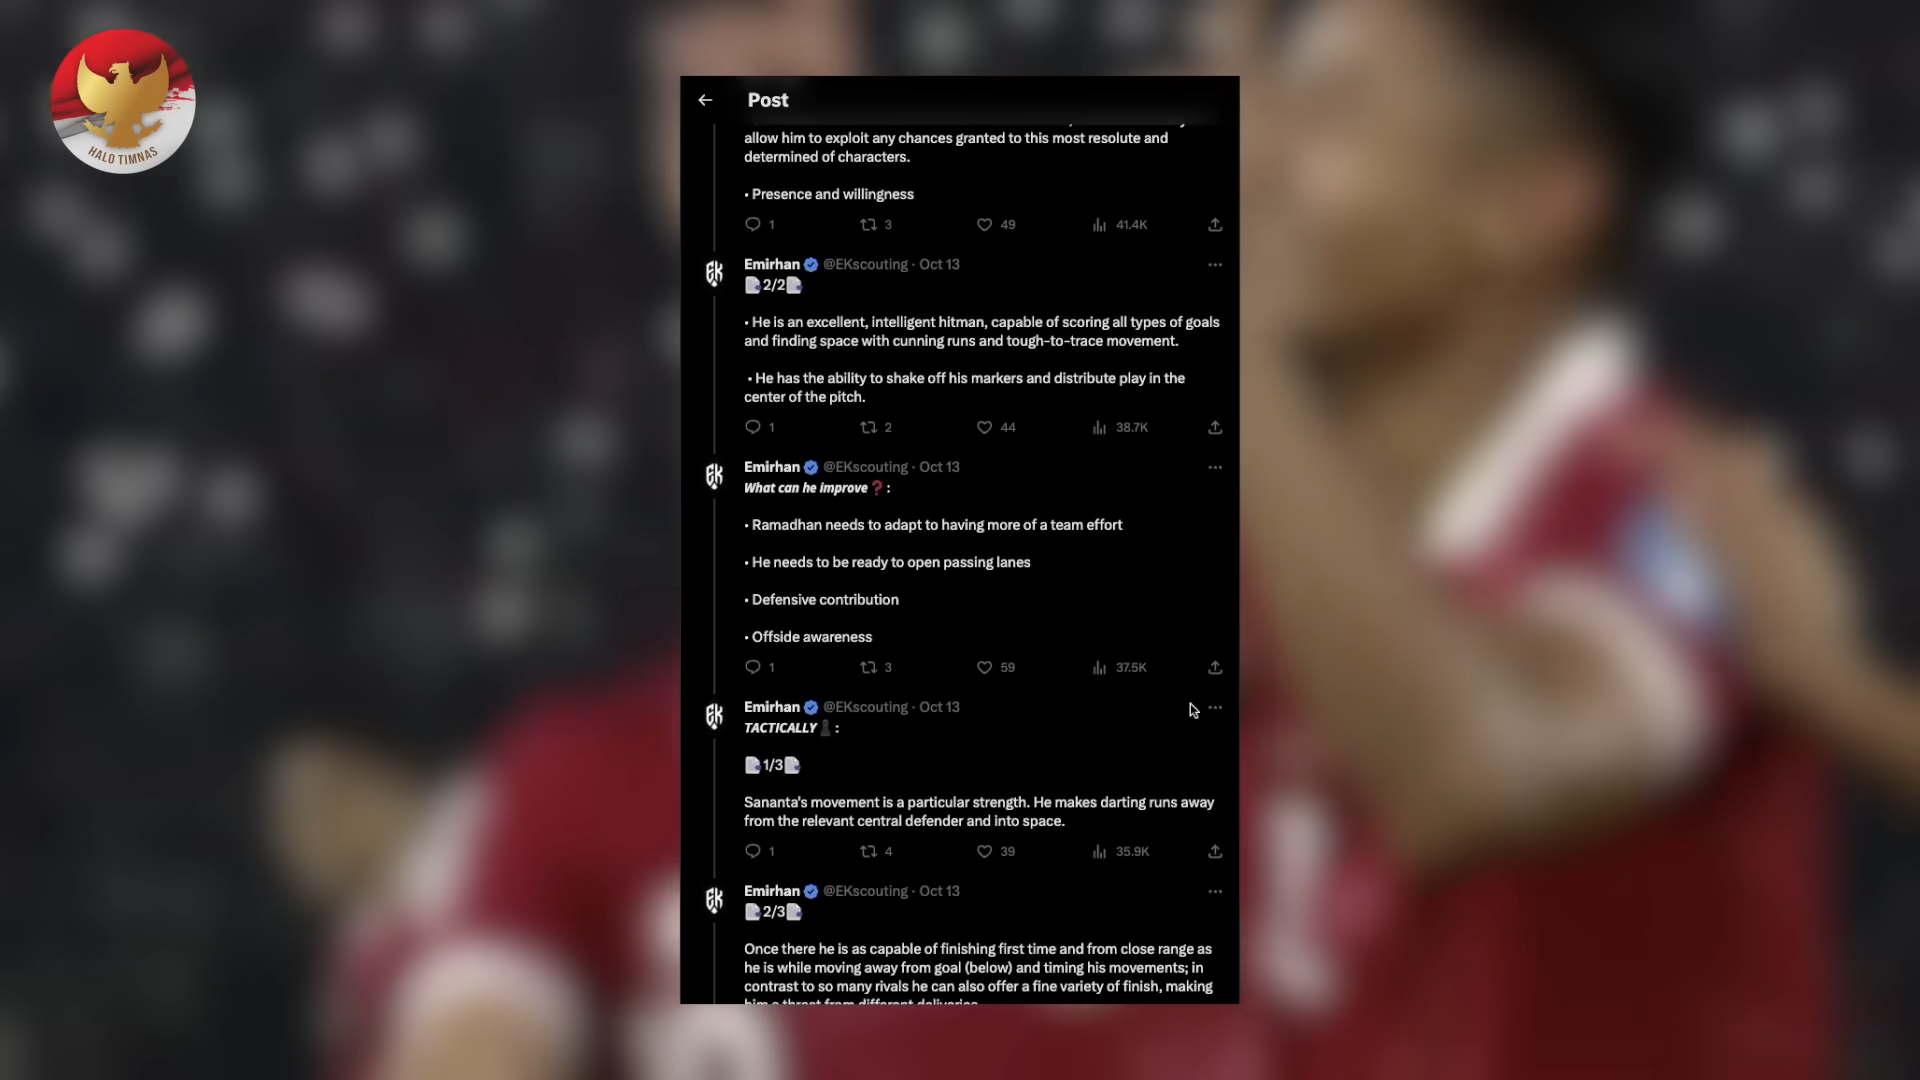 HALO TIMNAS
Post
allow him to exploit any chances granted to this most resolute and
determined of characters.
• Presence and willingness
1 3 49 41.4K
Emirhan @EKscouting · Oct 13
2/2
• He is an excellent, intelligent hitman, capable of scoring all types of goals
and finding space with cunning runs and tough-to-trace movement.
• He has the ability to shake off his markers and distribute play in the
center of the pitch.
1 2 44 38.7K
Emirhan @EKscouting · Oct 13
What can he improve❓:
• Ramadhan needs to adapt to having more of a team effort
• He needs to be ready to open passing lanes
• Defensive contribution
• Offside awareness
1 3 59 37.5K
Emirhan @EKscouting · Oct 13
TACTICALLY♟️:
1/3
Sananta's movement is a particular strength. He makes darting runs away
from the relevant central defender and into space.
1 4 39 35.9K
Emirhan @EKscouting · Oct 13
2/3
Once there he is as capable of finishing first time and from close range as
he is while moving away from goal (below) and timing his movements; in
contrast to so many rivals he can also offer a fine variety of finish, making
him a threat from different deliveries